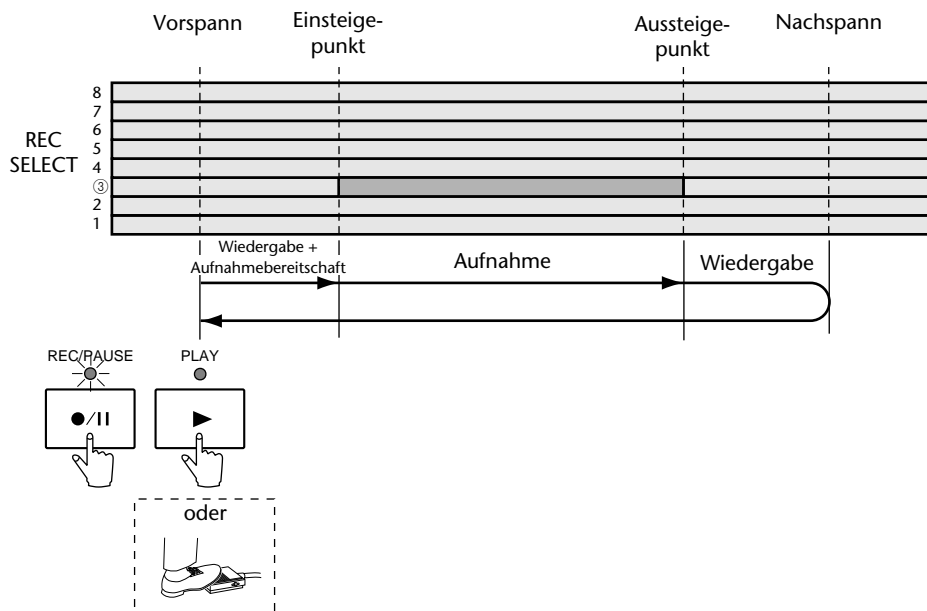 Vorspann
Einsteige-
punkt
Aussteige-
punkt
Nachspann
REC
SELECT
8
7
6
5
4
③
2
1
Wiedergabe +
Aufnahmebereitschaft
Aufnahme
Wiedergabe
REC/PAUSE
PLAY
oder